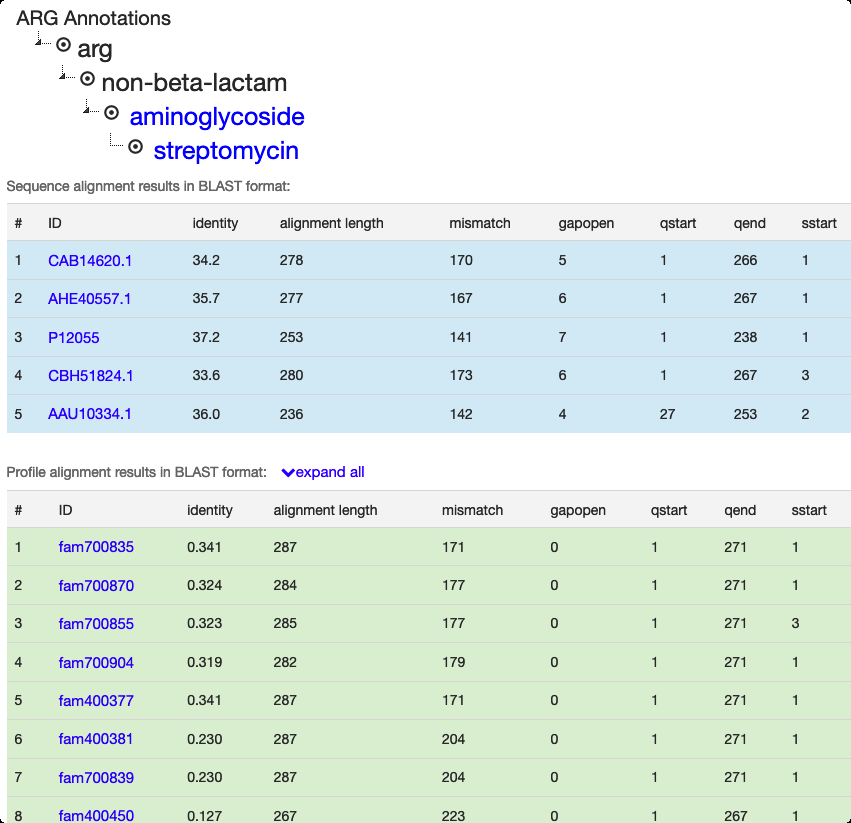 ARG Annotations
arg
non-beta-lactam
aminoglycoside
streptomycin
Sequence alignment results in BLAST format:
# ID identity alignment length mismatch gapopen qstart qend sstart
1 CAB14620.1 34.2 278 170 5 1 266 1
2 AHE40557.1 35.7 277 167 6 1 267 1
3 P12055 37.2 253 141 7 1 238 1
4 CBH51824.1 33.6 280 173 6 1 267 3
5 AAU10334.1 36.0 236 142 4 27 253 2
Profile alignment results in BLAST format: expand all
# ID identity alignment length mismatch gapopen qstart qend sstart
1 fam700835 0.341 287 171 0 1 271 1
2 fam700870 0.324 284 177 0 1 271 1
3 fam700855 0.323 285 177 0 1 271 3
4 fam700904 0.319 282 179 0 1 271 1
5 fam400377 0.341 287 171 0 1 271 1
6 fam400381 0.230 287 204 0 1 271 1
7 fam700839 0.230 287 204 0 1 271 1
8 fam400450 0.127 267 223 0 1 267 1